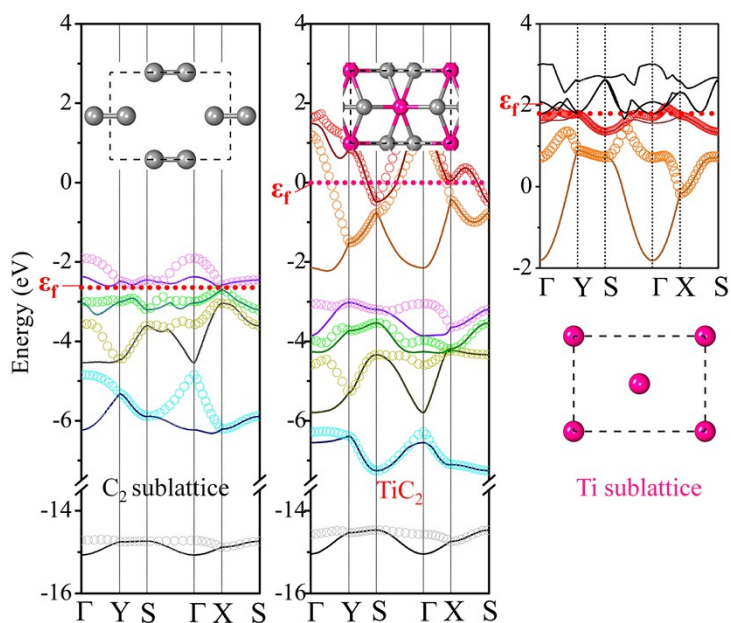 4
2
0
-2
-4
-6
-14
-16
Energy (eV)
ε_f
C₂ sublattice
Γ Y S Γ X S
4
2
0
-2
-4
-6
-14
-16
ε_f
TiC₂
Γ Y S Γ X S
4
2
0
-2
ε_f
Γ Y S Γ X S
Ti sublattice